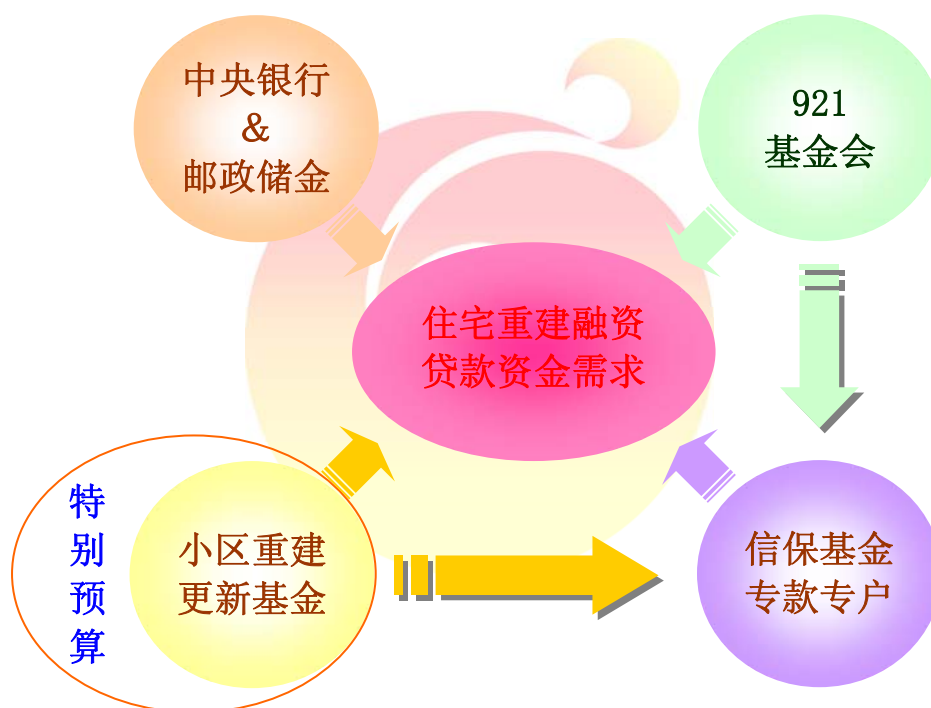 中央银行
&
邮政储金
921
基金会
住宅重建融资
贷款资金需求
特别预算
小区重建
更新基金
信保基金
专款专户